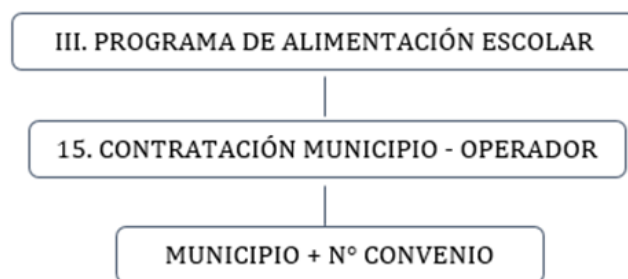 III. PROGRAMA DE ALIMENTACIÓN ESCOLAR
15. CONTRATACIÓN MUNICIPIO - OPERADOR
MUNICIPIO + N° CONVENIO